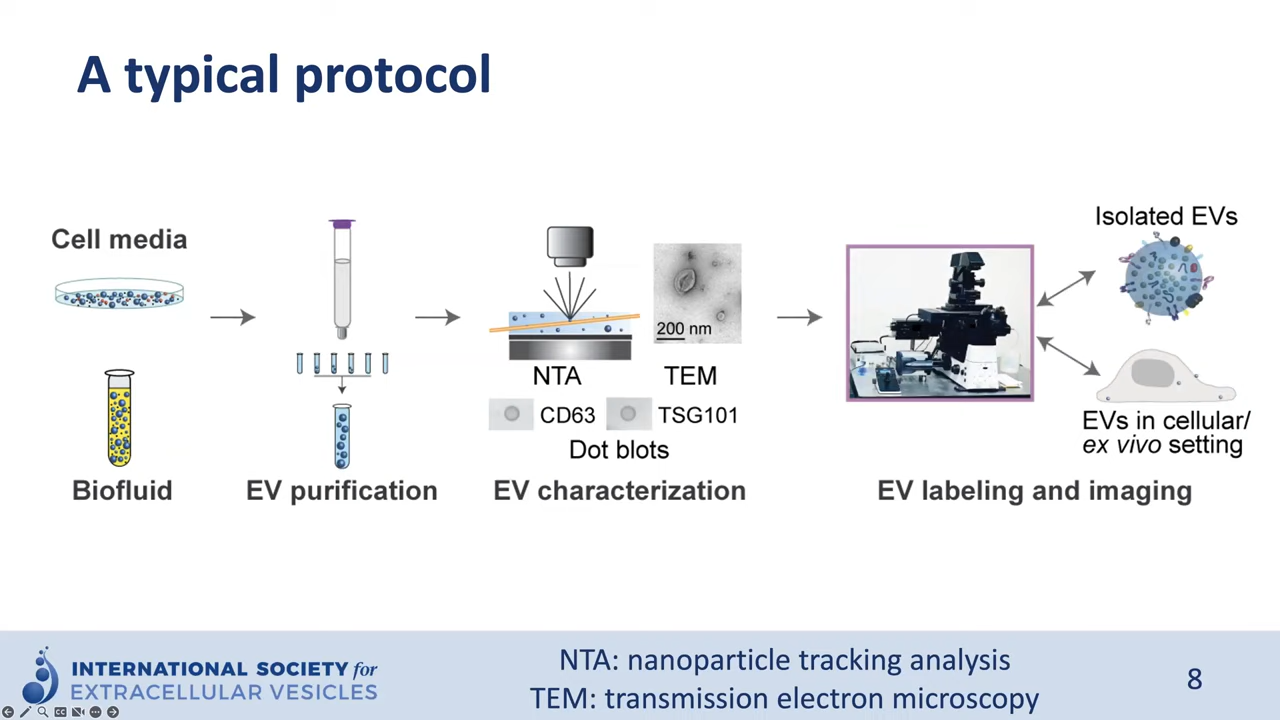 A typical protocol
Cell media
Biofluid
EV purification
NTA
200 nm
TEM
CD63
TSG101
Dot blots
EV characterization
Isolated EVs
EVs in cellular/
ex vivo setting
EV labeling and imaging
INTERNATIONAL SOCIETY for
EXTRACELLULAR VESICLES
NTA: nanoparticle tracking analysis
TEM: transmission electron microscopy
8